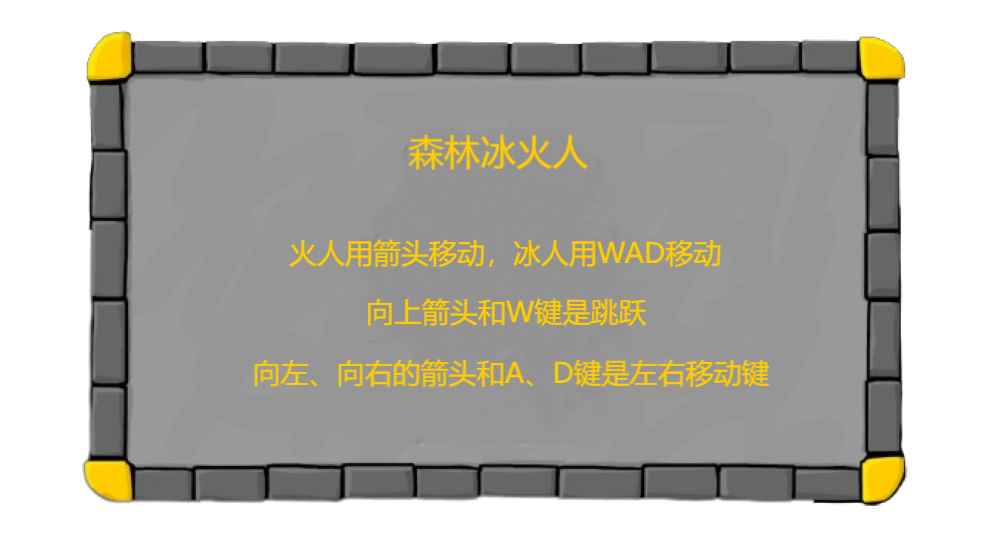 森林冰火人
火人用箭头移动，冰人用WAD移动
向上箭头和W键是跳跃
向左、向右的箭头和A、D键是左右移动键